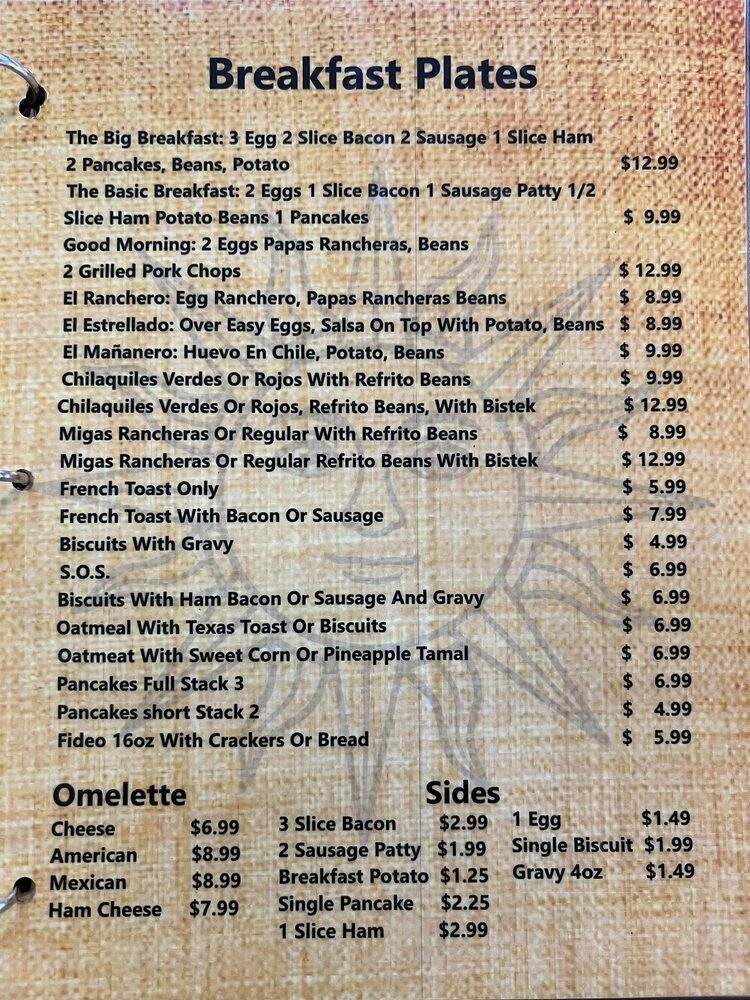 Breakfast Plates
The Big Breakfast: 3 Egg 2 Slice Bacon 2 Sausage 1 Slice Ham
2 Pancakes, Beans, Potato $12.99
The Basic Breakfast: 2 Eggs 1 Slice Bacon 1 Sausage Patty 1/2
Slice Ham Potato Beans 1 Pancakes $ 9.99
Good Morning: 2 Eggs Papas Rancheras, Beans
2 Grilled Pork Chops $ 12.99
El Ranchero: Egg Ranchero, Papas Rancheras Beans $ 8.99
El Estrellado: Over Easy Eggs, Salsa On Top With Potato, Beans $ 8.99
El Mañanero: Huevo En Chile, Potato, Beans $ 9.99
Chilaquiles Verdes Or Rojos With Refrito Beans $ 9.99
Chilaquiles Verdes Or Rojos, Refrito Beans, With Bistek $ 12.99
Migas Rancheras Or Regular With Refrito Beans $ 8.99
Migas Rancheras Or Regular Refrito Beans With Bistek $ 12.99
French Toast Only $ 5.99
French Toast With Bacon Or Sausage $ 7.99
Biscuits With Gravy $ 4.99
S.O.S. $ 6.99
Biscuits With Ham Bacon Or Sausage And Gravy $ 6.99
Oatmeal With Texas Toast Or Biscuits $ 6.99
Oatmeat With Sweet Corn Or Pineapple Tamal $ 6.99
Pancakes Full Stack 3 $ 6.99
Pancakes short Stack 2 $ 4.99
Fideo 16oz With Crackers Or Bread $ 5.99
Omelette
Cheese $6.99
American $8.99
Mexican $8.99
Ham Cheese $7.99
Sides
3 Slice Bacon $2.99
2 Sausage Patty $1.99
Breakfast Potato $1.25
Single Pancake $2.25
1 Slice Ham $2.99
1 Egg $1.49
Single Biscuit $1.99
Gravy 4oz $1.49